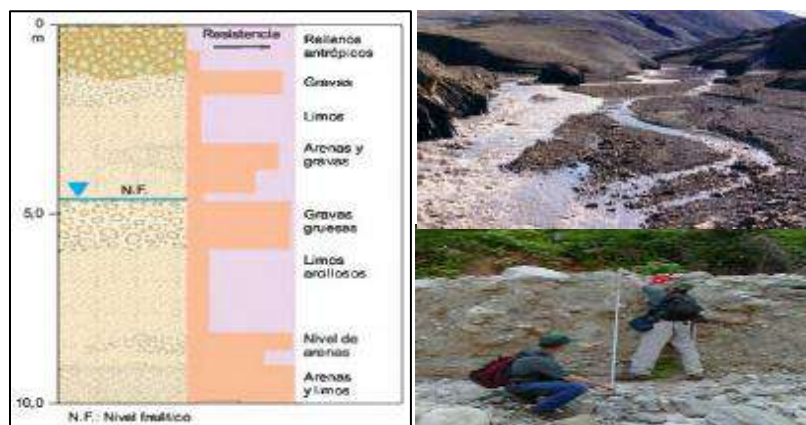 0
m
Resistencia
Rellenos
antrópicos
Gravas
Limos
Arenas y
gravas
N.F.
5,0
Gravas
gruesas
Limos
arcillosos
Nivel de
arenas
Arenas
y limos
10,0
N.F.: Nivel freático